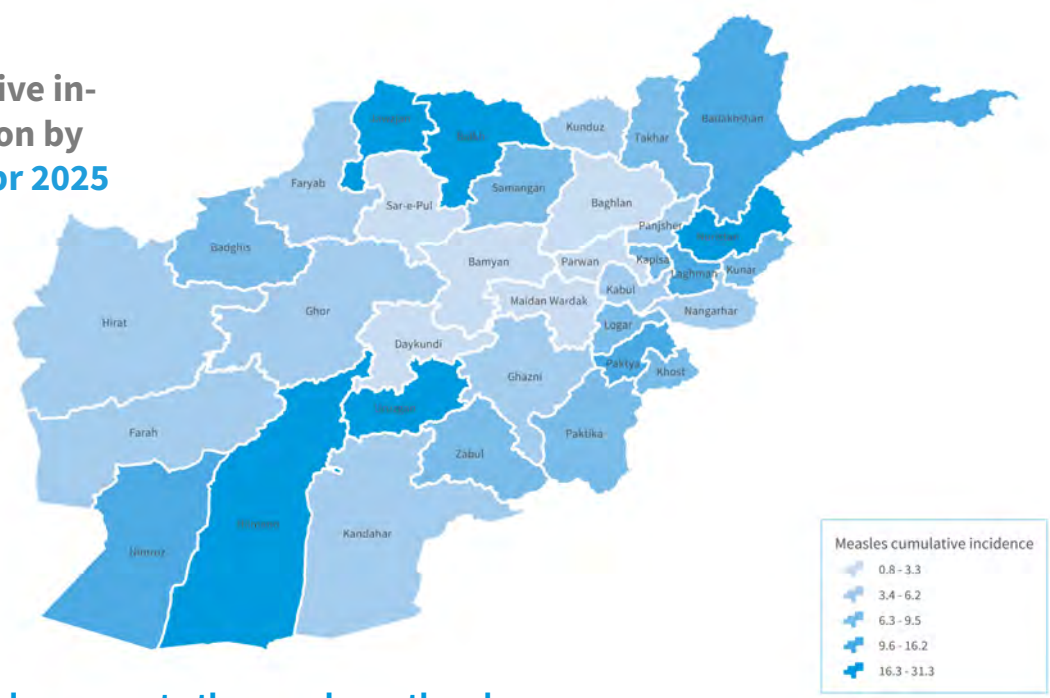 ive in-
on by
or 2025
Badakhshan
Kunduz
Takhar
Balkh
Faryab
Samangan
Sar-e-Pul
Baghlan
Panjsher
Badghis
Bamyan
Parwan
Kapisa
Laghman
Kunar
Maidan Wardak
Kabul
Nangarhar
Hirat
Ghor
Logar
Daykundi
Paktya
Khost
Ghazni
Farah
Paktika
Zabul
Nimroz
Kandahar
Measles cumulative incidence
0.8 - 3.3
3.4 - 6.2
6.3 - 9.5
9.6 - 16.2
16.3 - 31.3